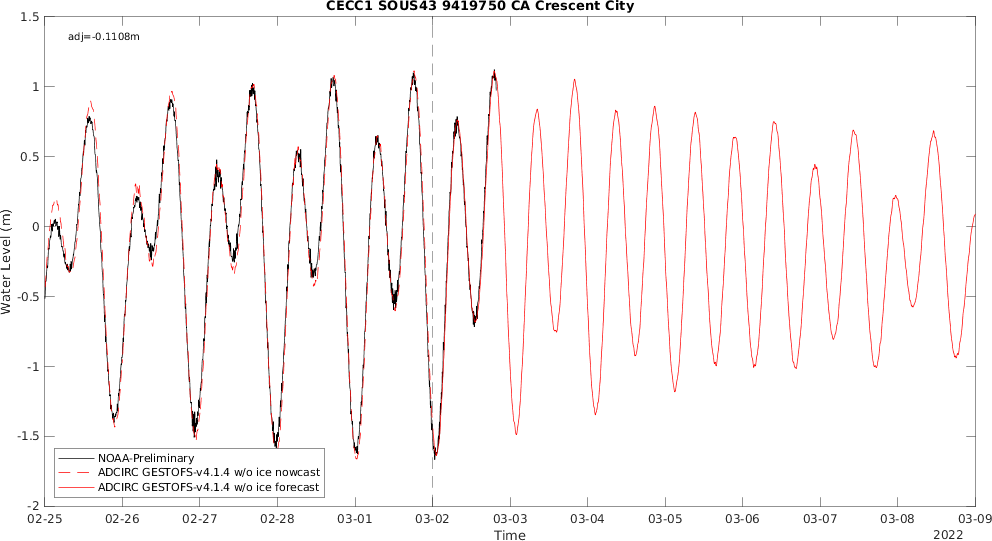 CECC1 SOUS43 9419750 CA Crescent City
adj=-0.1108m
1.5
1
0.5
0
-0.5
-1
-1.5
-2
Water Level (m)
NOAA-Preliminary
ADCIRC GESTOFS-v4.1.4 w/o ice nowcast
ADCIRC GESTOFS-v4.1.4 w/o ice forecast
02-25 02-26 02-27 02-28 03-01 03-02 03-03 03-04 03-05 03-06 03-07 03-08 03-09
Time
2022